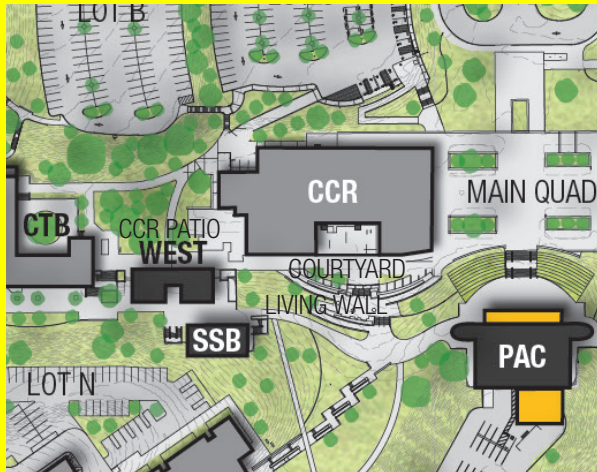 LOT B
CCR
MAIN QUAD
CTB
CCR PATIO
WEST
COURTYARD
LIVING WALL
SSB
PAC
LOT N